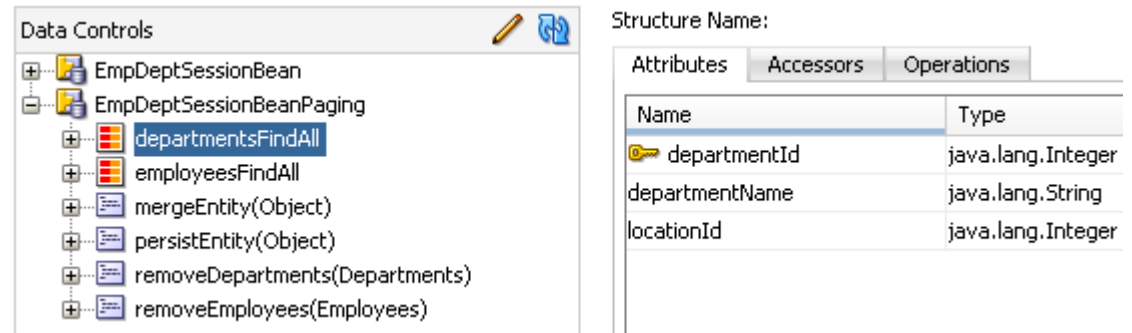 Data Controls
EmpDeptSessionBean
EmpDeptSessionBeanPaging
departmentsFindAll
employeesFindAll
mergeEntity(Object)
persistEntity(Object)
removeDepartments(Departments)
removeEmployees(Employees)
Structure Name:
Attributes Accessors Operations
Name Type
departmentId java.lang.Integer
departmentName java.lang.String
locationId java.lang.Integer